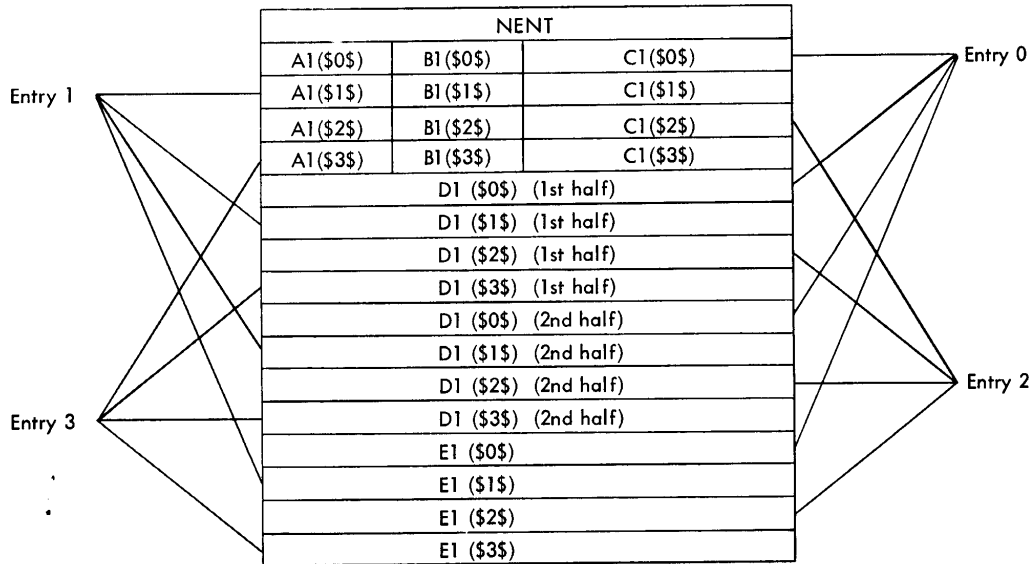 NENT
A1($0$) B1($0$) C1($0$)
Entry 0
Entry 1
A1($1$) B1($1$) C1($1$)
A1($2$) B1($2$) C1($2$)
A1($3$) B1($3$) C1($3$)
D1 ($0$) (1st half)
D1 ($1$) (1st half)
D1 ($2$) (1st half)
D1 ($3$) (1st half)
D1 ($0$) (2nd half)
D1 ($1$) (2nd half)
D1 ($2$) (2nd half)
Entry 2
Entry 3
D1 ($3$) (2nd half)
E1 ($0$)
E1 ($1$)
E1 ($2$)
E1 ($3$)